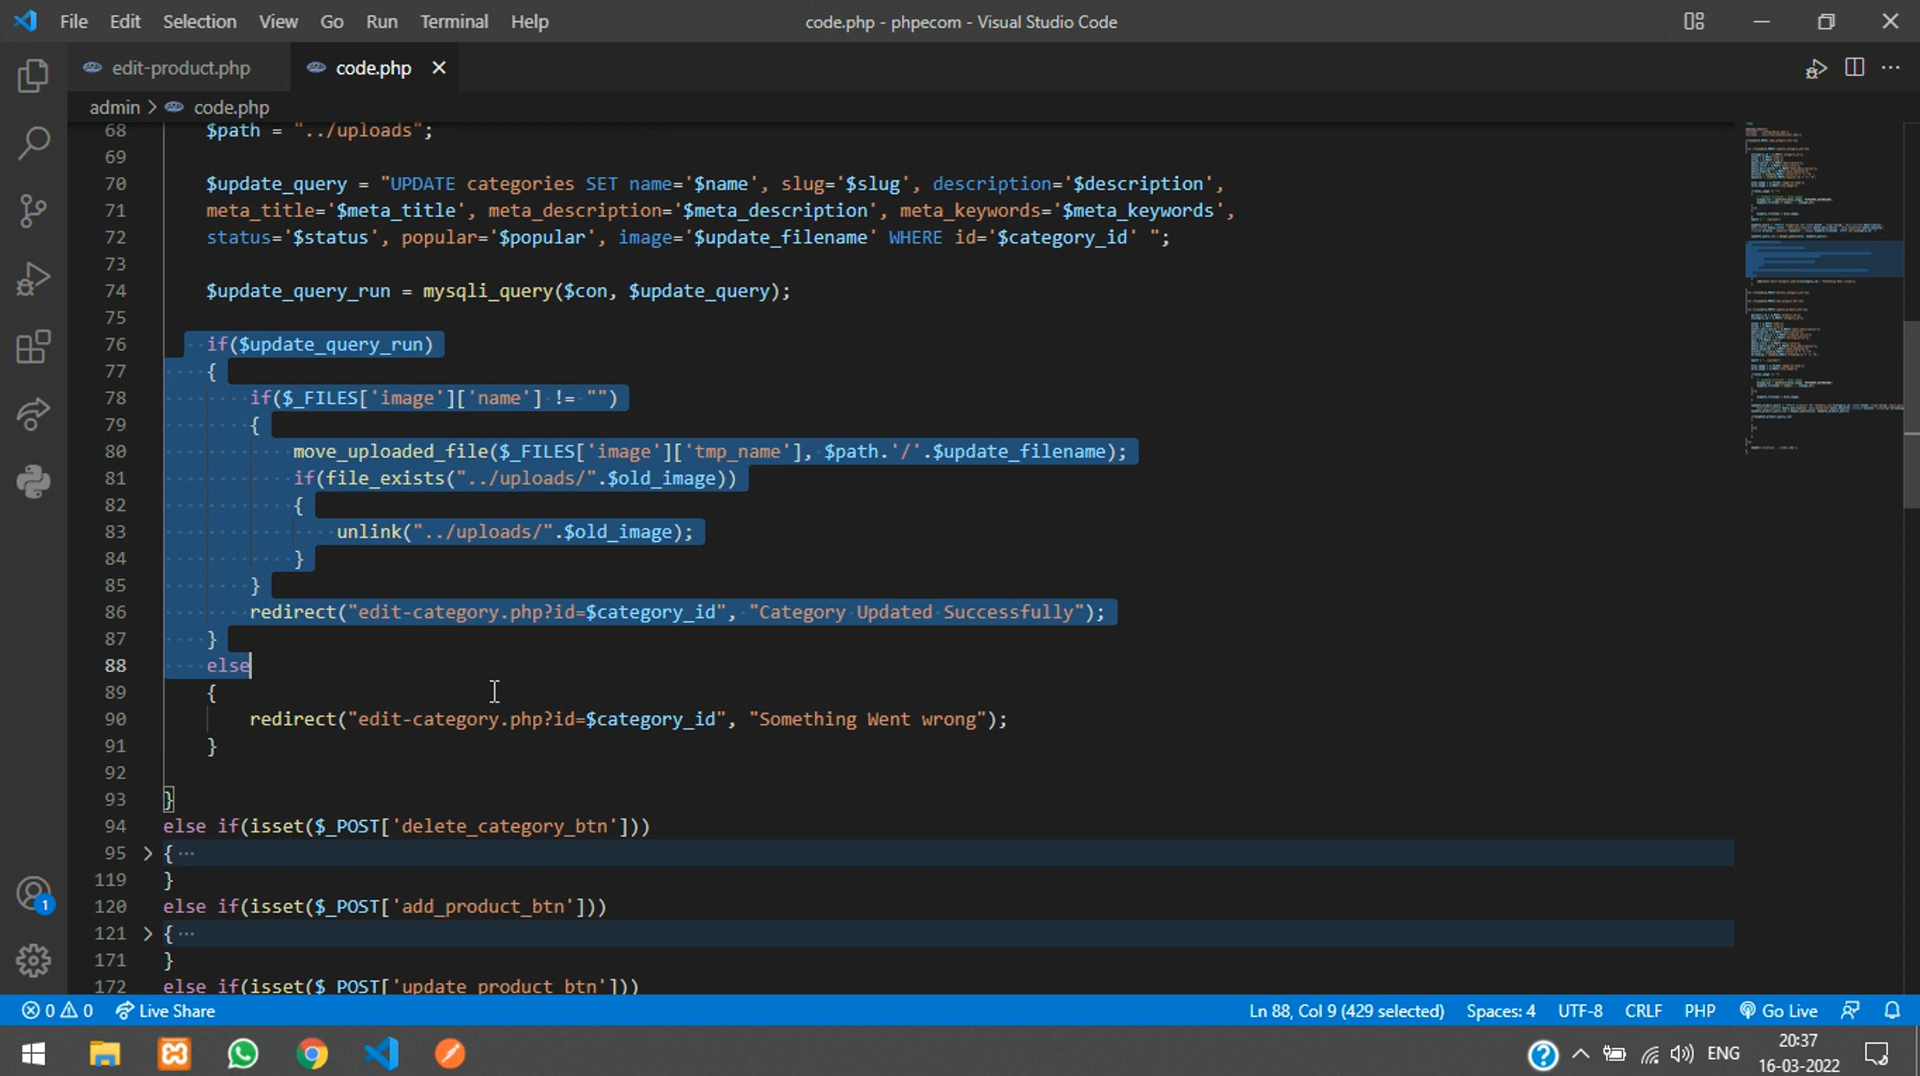 File Edit Selection View Go Run Terminal Help
code.php - phpecom - Visual Studio Code
edit-product.php code.php
admin > code.php
68 $path = "../uploads";
69
70 $update_query = "UPDATE categories SET name='$name', slug='$slug', description='$description',
71 meta_title='$meta_title', meta_description='$meta_description', meta_keywords='$meta_keywords',
72 status='$status', popular='$popular', image='$update_filename' WHERE id='$category_id' ";
73
74 $update_query_run = mysqli_query($con, $update_query);
75
76 if($update_query_run)
77 {
78 if($_FILES['image']['name'] != "")
79 {
80 move_uploaded_file($_FILES['image']['tmp_name'], $path.'/'.$update_filename);
81 if(file_exists("../uploads/".$old_image))
82 {
83 unlink("../uploads/".$old_image);
84 }
85 }
86 redirect("edit-category.php?id=$category_id", "Category Updated Successfully");
87 }
88 else
89 {
90 redirect("edit-category.php?id=$category_id", "Something Went wrong");
91 }
92
93 }
94 else if(isset($_POST['delete_category_btn']))
95 { ...
119 }
120 else if(isset($_POST['add_product_btn']))
121 { ...
171 }
172 else if(isset($_POST['update_product_btn']))
1
0 0 Live Share
Ln 88, Col 9 (429 selected) Spaces: 4 UTF-8 CRLF PHP Go Live
ENG
20:37
16-03-2022